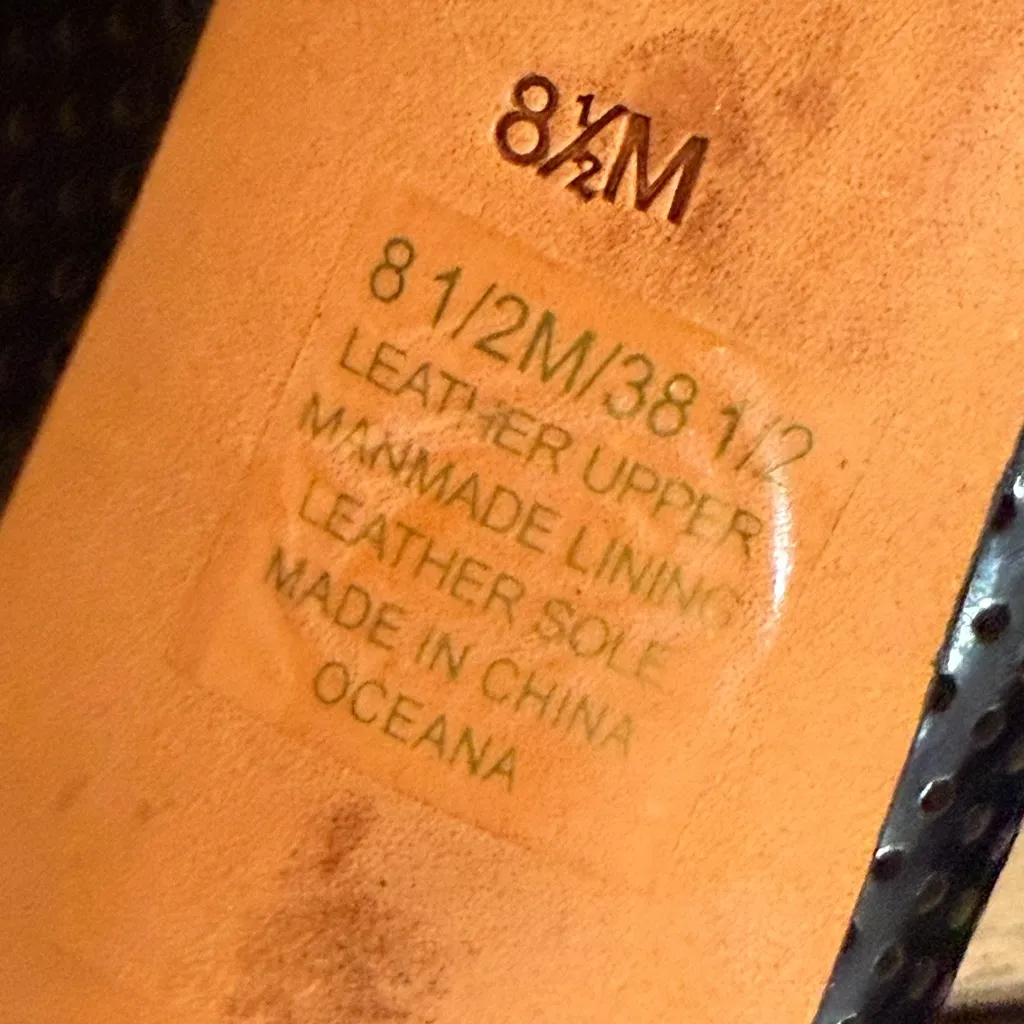 8½M
8 1/2M/38 1/2
LEATHER UPPER
MANMADE LINING
LEATHER SOLE
MADE IN CHINA
OCEANA